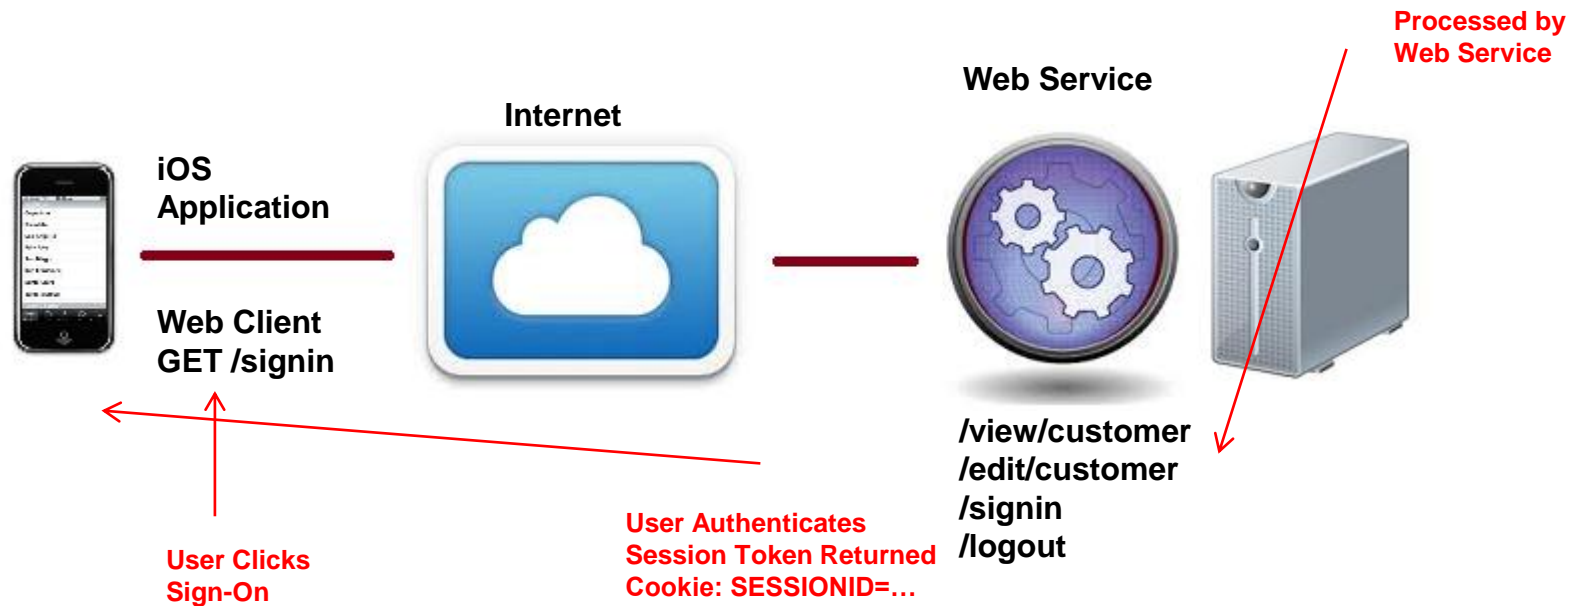 Processed by
Web Service
Web Service
Internet
iOS
Application
Web Client
GET /signin
/view/customer
/edit/customer
/signin
/logout
User Clicks
Sign-On
User Authenticates
Session Token Returned
Cookie: SESSIONID=…